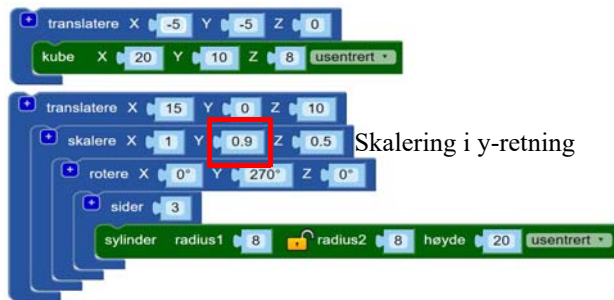 translatere X -5 Y -5 Z 0
kube X 20 Y 10 Z 8 usentrert
translatere X 15 Y 0 Z 10
skalere X 1 Y 0.9 Z 0.5 Skalering i y-retning
rotere X 0° Y 270° Z 0°
sider 3
sylinder radius1 8 radius2 8 høyde 20 usentrert